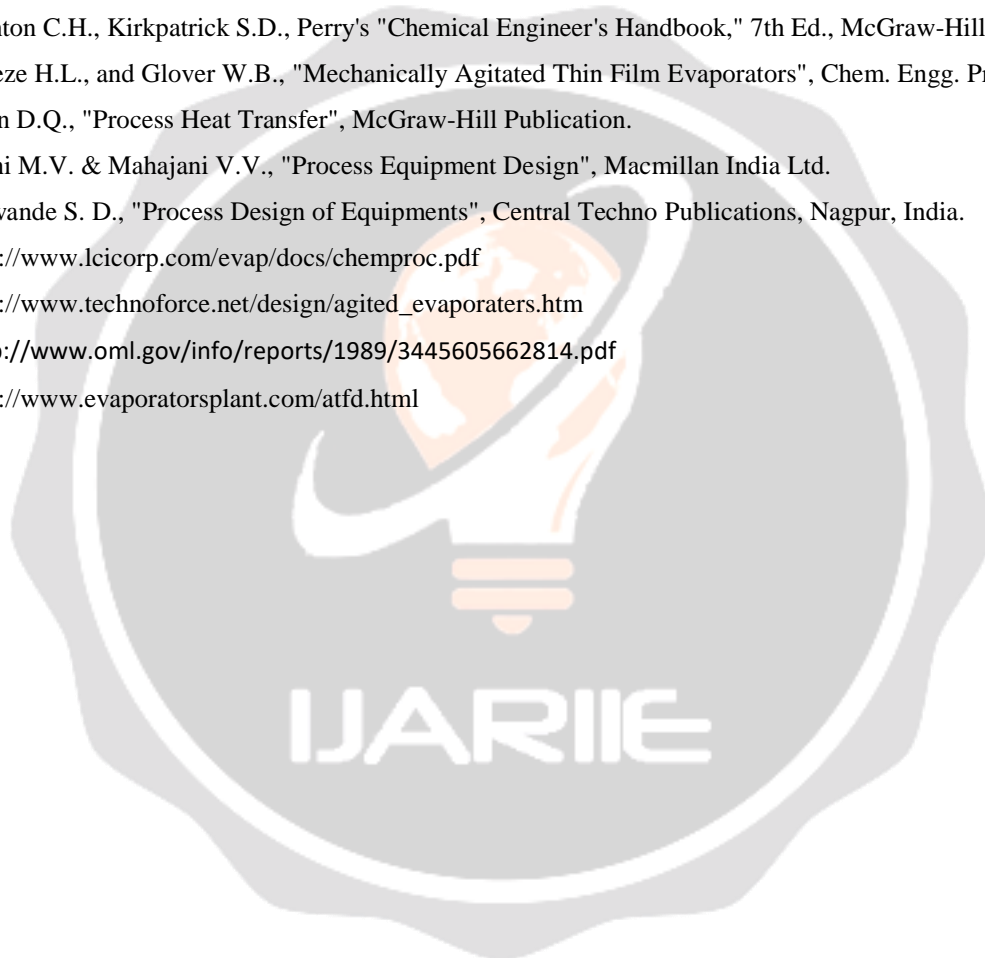 ton C.H., Kirkpatrick S.D., Perry's "Chemical Engineer's Handbook," 7th Ed., McGraw-Hill
eze H.L., and Glover W.B., "Mechanically Agitated Thin Film Evaporators", Chem. Engg. Pr
n D.Q., "Process Heat Transfer", McGraw-Hill Publication.
ni M.V. & Mahajani V.V., "Process Equipment Design", Macmillan India Ltd.
vande S. D., "Process Design of Equipments", Central Techno Publications, Nagpur, India.
://www.lcicorp.com/evap/docs/chemproc.pdf
://www.technoforce.net/design/agited_evaporaters.htm
://www.oml.gov/info/reports/1989/3445605662814.pdf
://www.evaporatorsplant.com/atfd.html
IJARIIE